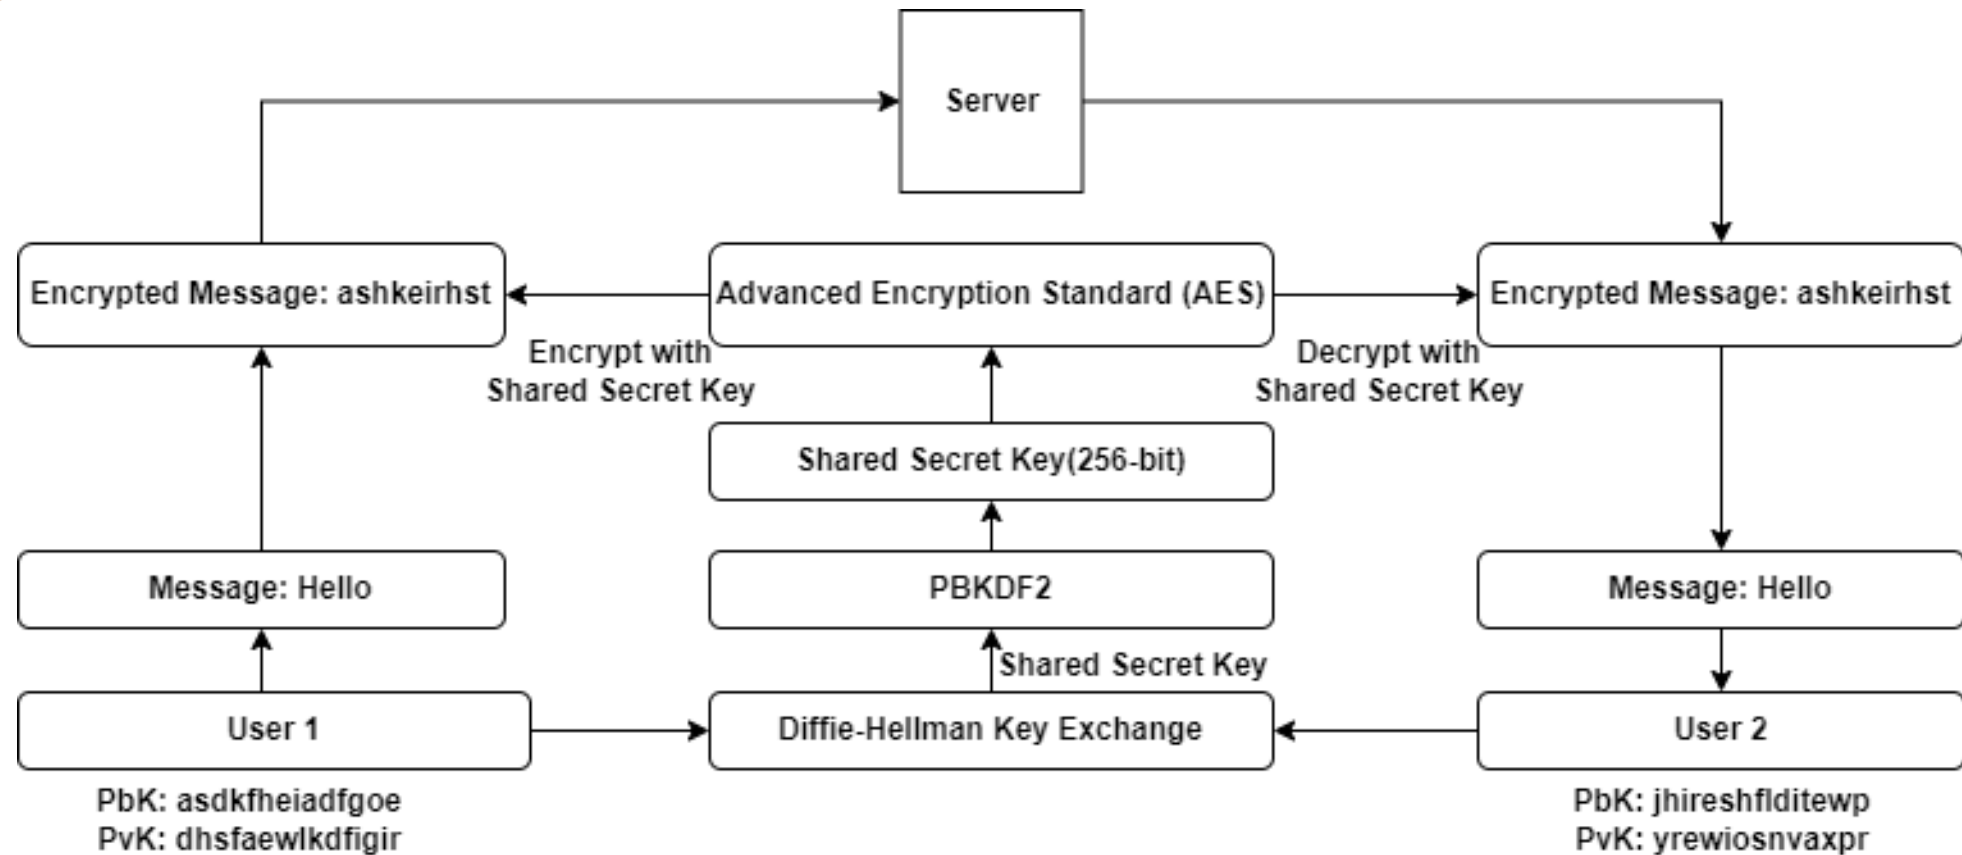 Server
Encrypted Message: ashkeirhst
Advanced Encryption Standard (AES)
Encrypted Message: ashkeirhst
Encrypt with
Shared Secret Key
Decrypt with
Shared Secret Key
Shared Secret Key(256-bit)
Message: Hello
PBKDF2
Message: Hello
Shared Secret Key
User 1
Diffie-Hellman Key Exchange
User 2
PbK: asdkfheiadfgoe
PvK: dhsfaewlkdfigir
PbK: jhireshflditewp
PvK: yrewiosnvaxpr